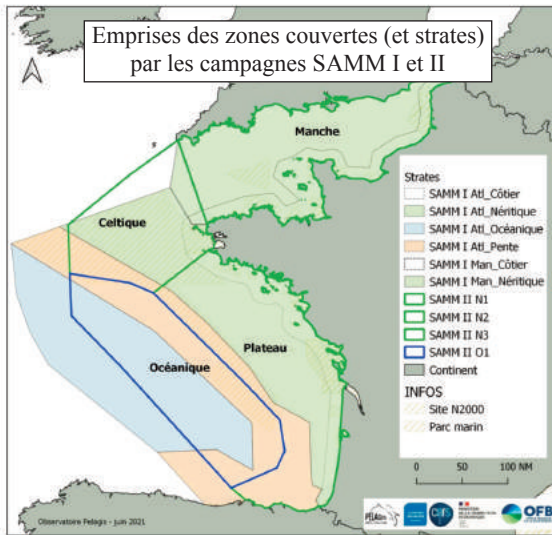 Emprises des zones couvertes (et strates)
par les campagnes SAMM I et II
Manche
Celtique
Plateau
Océanique
Strates
SAMM I Atl_Côtier
SAMM I Atl_Néritique
SAMM I Atl_Océanique
SAMM I Atl_Pente
SAMM I Man_Côtier
SAMM I Man_Néritique
SAMM II N1
SAMM II N2
SAMM II N3
SAMM II O1
Continent
INFOS
Site N2000
Parc marin
0 50 100 NM
Observatoire Pelagis - juin 2021
PELAGIS
cnrs
OFB